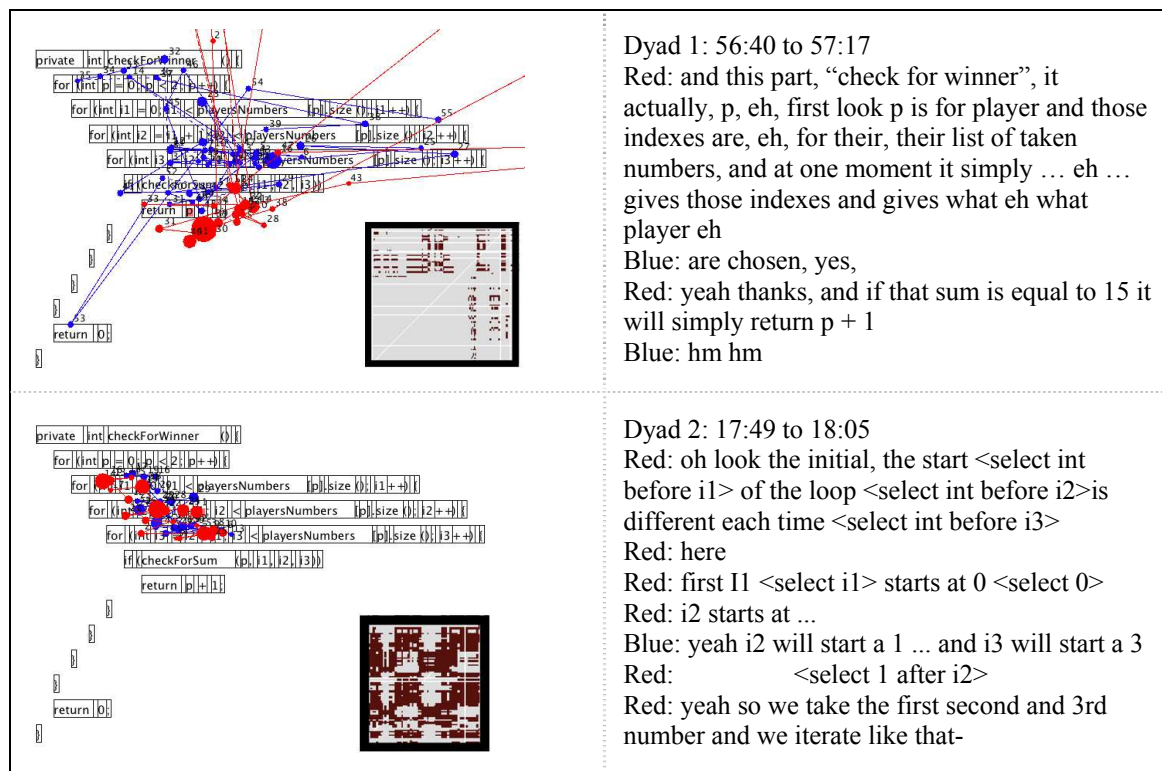 private int checkForWinner () {
for (int p = 0; p < 2; p++) {
for (int i1 = 0; i1 < playersNumbers [p].size (); i1++) {
for (int i2 = i1 + 1; i2 < playersNumbers [p].size (); i2++) {
for (int i3 playersNumbers [p].size (); i3++) {
if (checkForSum (p, i1, i2, i3))
return p
}
}
}
}
return 0;
}
Dyad 1: 56:40 to 57:17
Red: and this part, “check for winner”, it
actually, p, eh, first look p is for player and those
indexes are, eh, for their, their list of taken
numbers, and at one moment it simply … eh …
gives those indexes and gives what eh what
player eh
Blue: are chosen, yes,
Red: yeah thanks, and if that sum is equal to 15 it
will simply return p + 1
Blue: hm hm
private int checkForWinner () {
for (int p = 0; p < 2; p++) {
for i1 < playersNumbers [p].size (); i1++) {
for (int i2 < playersNumbers [p].size (); i2++) {
for (int i3 i3 < playersNumbers [p].size (); i3++) {
if (checkForSum (p, i1, i2, i3))
return p + 1;
}
}
}
}
return 0;
}
Dyad 2: 17:49 to 18:05
Red: oh look the initial, the start <select int
before i1> of the loop <select int before i2>is
different each time <select int before i3>
Red: here
Red: first I1 <select i1> starts at 0 <select 0>
Red: i2 starts at ...
Blue: yeah i2 will start a 1 ... and i3 will start a 3
Red: <select 1 after i2>
Red: yeah so we take the first second and 3rd
number and we iterate like that-